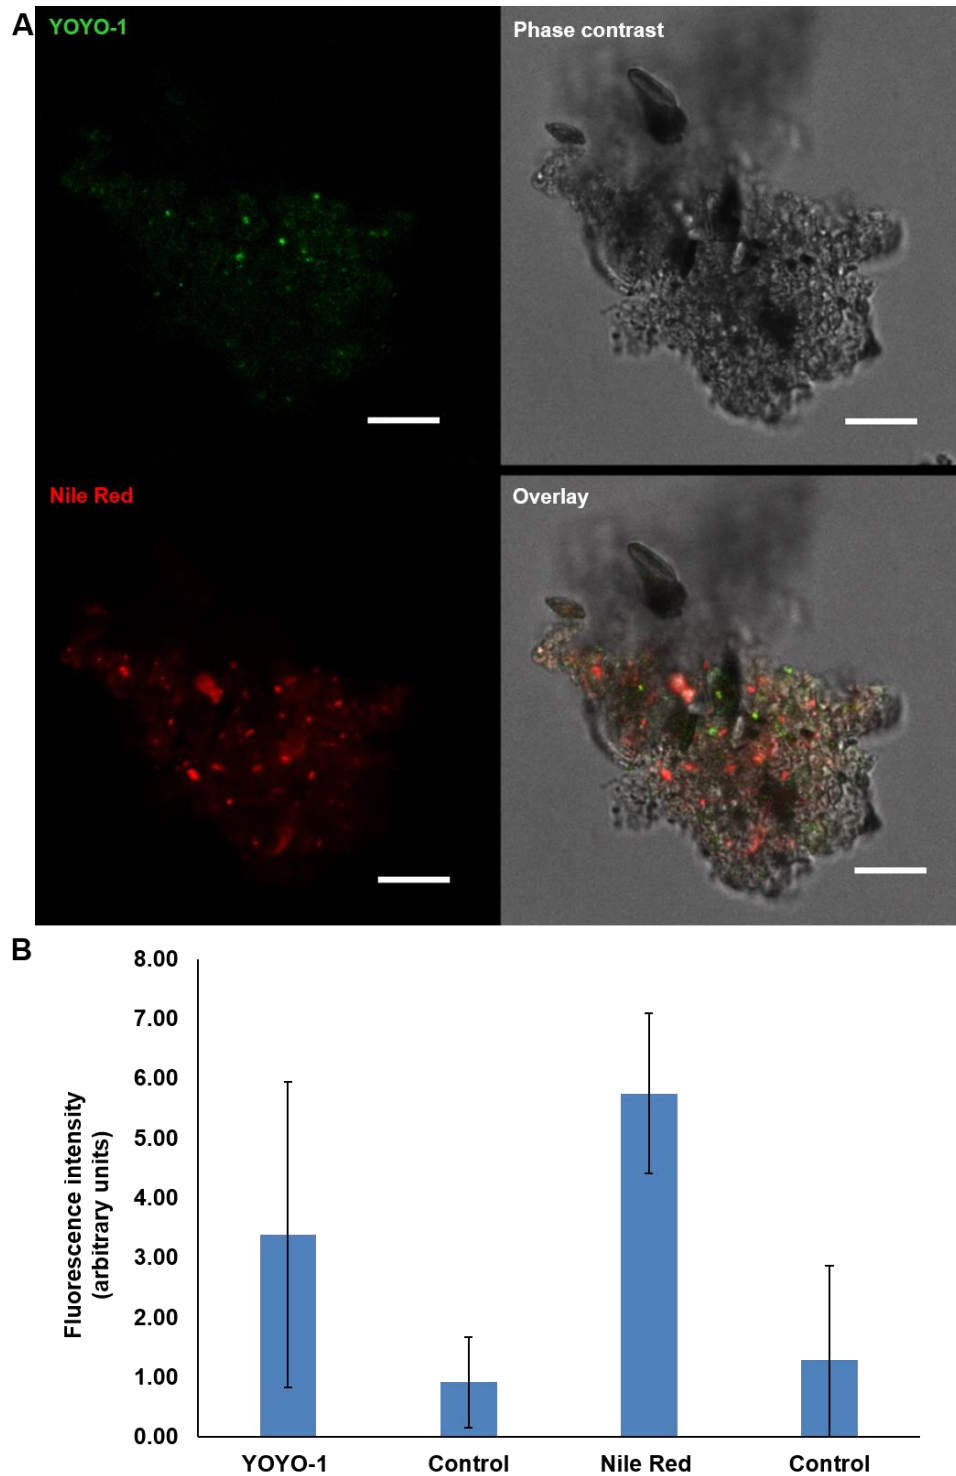 A
YOYO-1
Phase contrast
Nile Red
Overlay
B
8.00
7.00
6.00
5.00
4.00
3.00
2.00
1.00
0.00
Fluorescence intensity
(arbitrary units)
YOYO-1 Control Nile Red Control